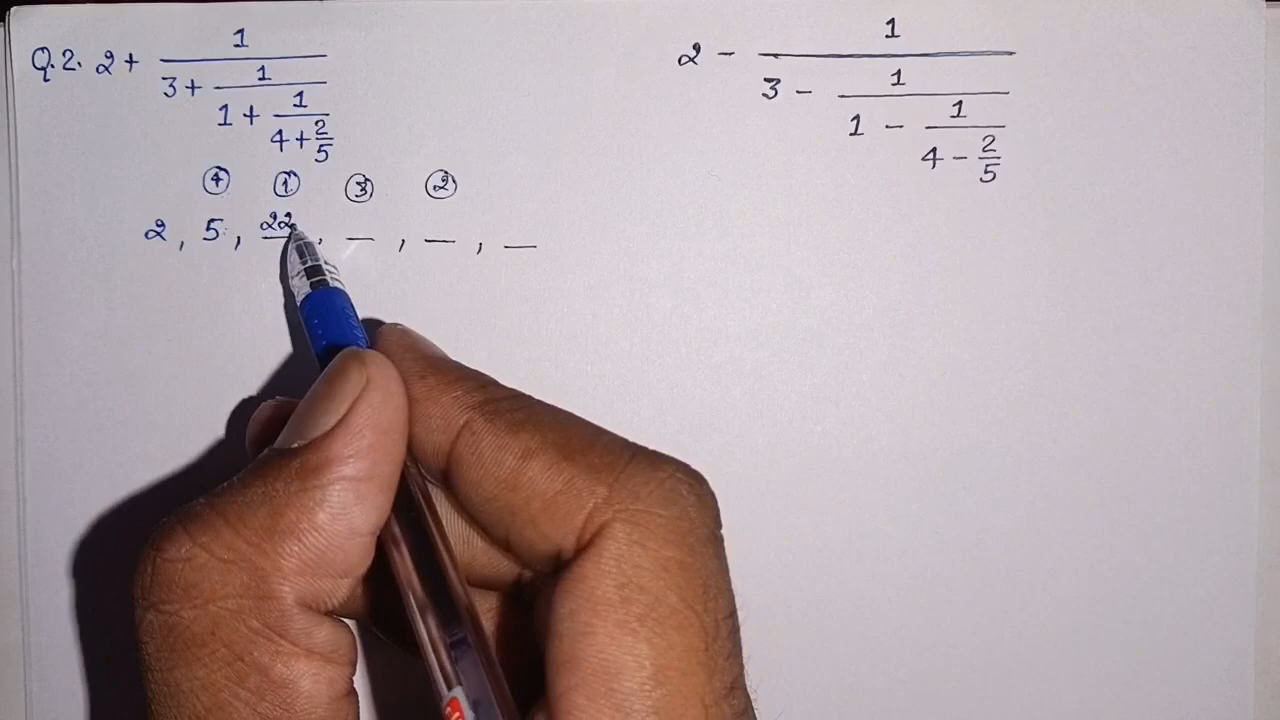 Q.2. 2 + 1
3 + 1
1 + 1
4 + 2/5
④ ① ③ ②
2 , 5 , 22 , _ , _ , _
2 - 1
3 - 1
1 - 1
4 - 2/5